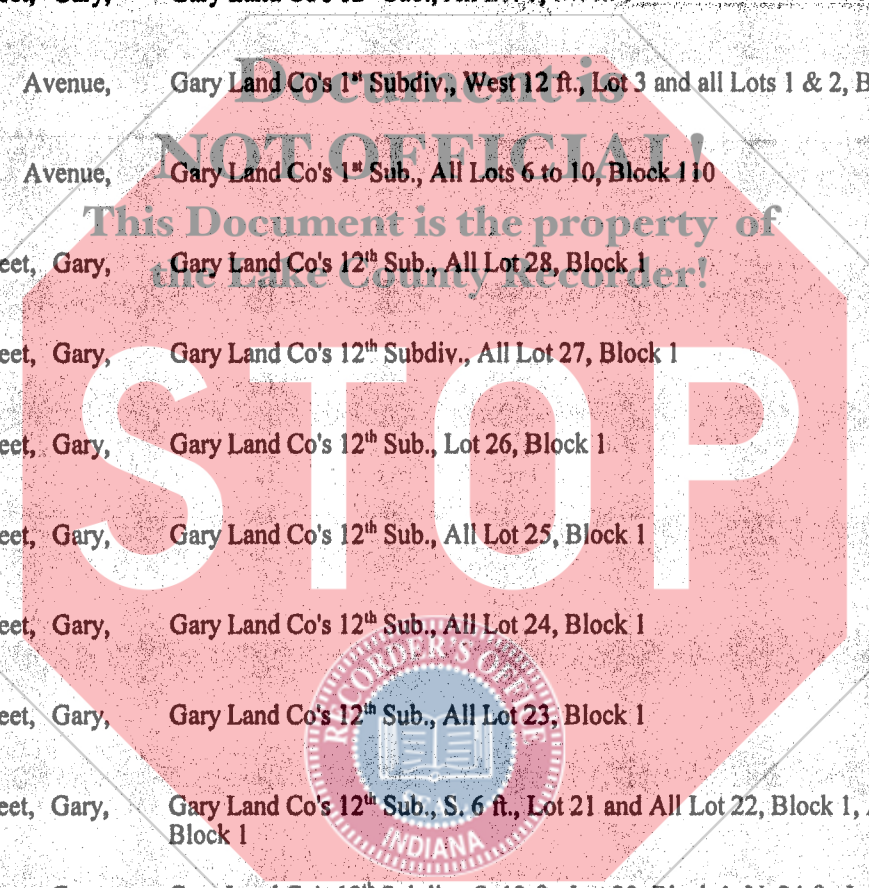 Avenue, Gary Land Co's 1st Subdiv., West 12 ft., Lot 3 and all Lots 1 & 2, B
Document is
NOT OFFICIAL!
Avenue, Gary Land Co's 1st Sub., All Lots 6 to 10, Block 110
This Document is the property of
eet, Gary, Gary Land Co's 12th Sub., All Lot 28, Block 1
the Lake County Recorder!
eet, Gary, Gary Land Co's 12th Subdiv., All Lot 27, Block 1
STOP
eet, Gary, Gary Land Co's 12th Sub., Lot 26, Block 1
eet, Gary, Gary Land Co's 12th Sub., All Lot 25, Block 1
eet, Gary, Gary Land Co's 12th Sub., All Lot 24, Block 1
RECORDER'S OFFICE
eet, Gary, Gary Land Co's 12th Sub., All Lot 23, Block 1
SEAL
eet, Gary, Gary Land Co's 12th Sub., S. 6 ft., Lot 21 and All Lot 22, Block 1,
Block 1
INDIANA